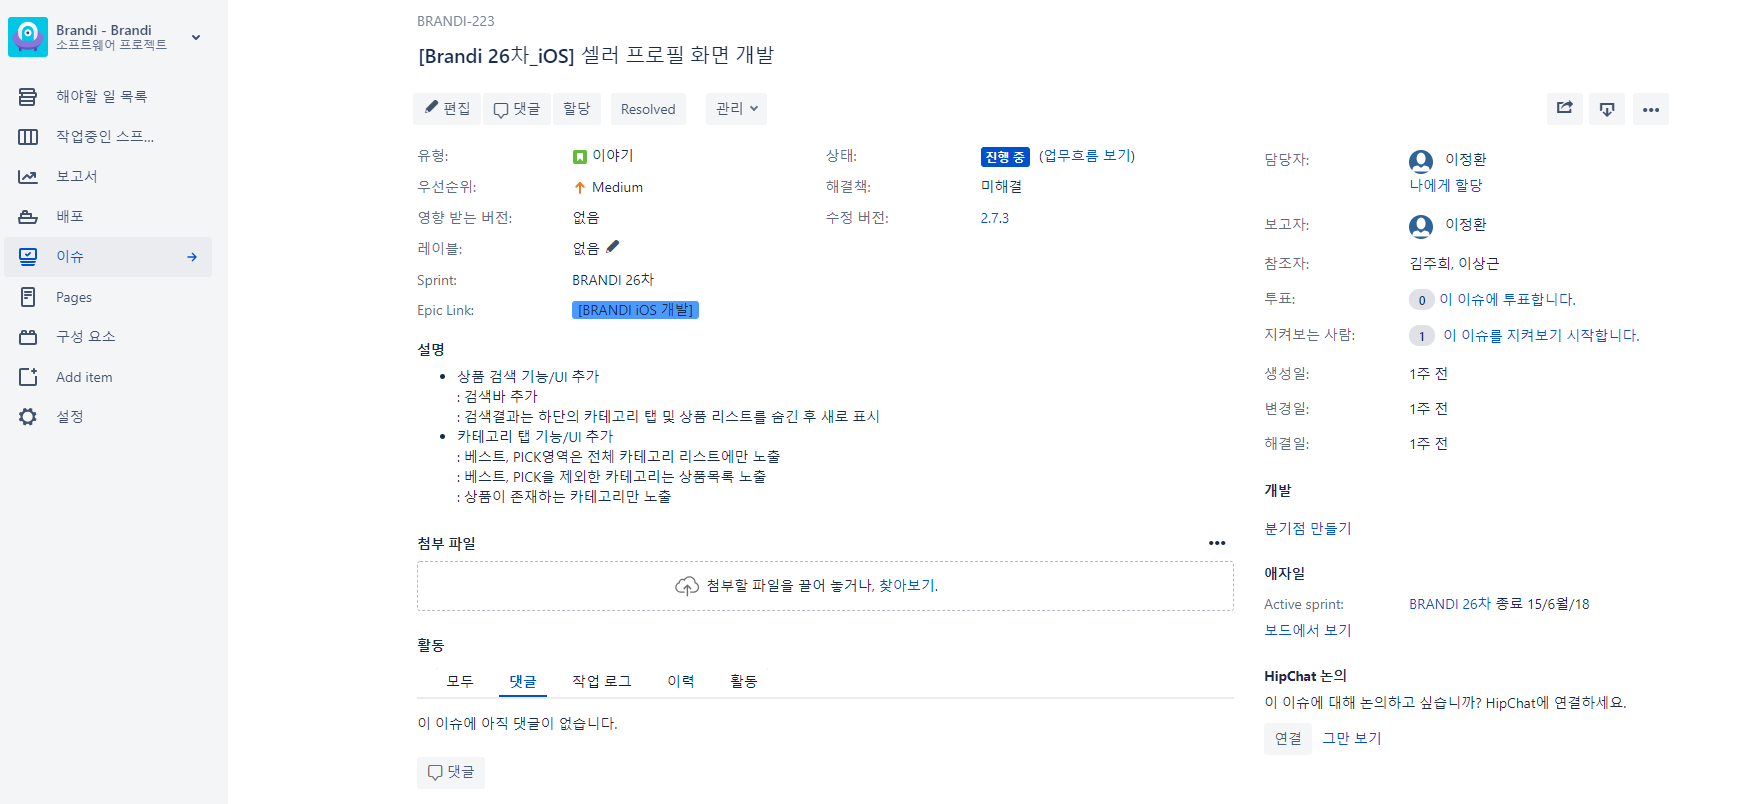 Brandi - Brandi
소프트웨어 프로젝트
해야할 일 목록
작업중인 스프...
보고서
배포
이슈
Pages
구성 요소
Add item
설정
BRANDI-223
[Brandi 26차_iOS] 셀러 프로필 화면 개발
편집 댓글 할당 Resolved 관리
유형: 이야기
우선순위: Medium
영향 받는 버전: 없음
레이블: 없음
Sprint: BRANDI 26차
Epic Link: [BRANDI iOS 개발]
상태: 진행 중 (업무흐름 보기)
해결책: 미해결
수정 버전: 2.7.3
설명
• 상품 검색 기능/UI 추가
: 검색바 추가
: 검색결과는 하단의 카테고리 탭 및 상품 리스트를 숨긴 후 새로 표시
• 카테고리 탭 기능/UI 추가
: 베스트, PICK영역은 전체 카테고리 리스트에만 노출
: 베스트, PICK을 제외한 카테고리는 상품목록 노출
: 상품이 존재하는 카테고리만 노출
첨부 파일
첨부할 파일을 끌어 놓거나, 찾아보기.
활동
모두 댓글 작업 로그 이력 활동
이 이슈에 아직 댓글이 없습니다.
댓글
담당자: 이정환
나에게 할당
보고자: 이정환
참조자: 김주희, 이상근
투표: 0 이 이슈에 투표합니다.
지켜보는 사람: 1 이 이슈를 지켜보기 시작합니다.
생성일: 1주 전
변경일: 1주 전
해결일: 1주 전
개발
분기점 만들기
애자일
Active sprint: BRANDI 26차 종료 15/6월/18
보드에서 보기
HipChat 논의
이 이슈에 대해 논의하고 싶습니까? HipChat에 연결하세요.
연결 그만 보기